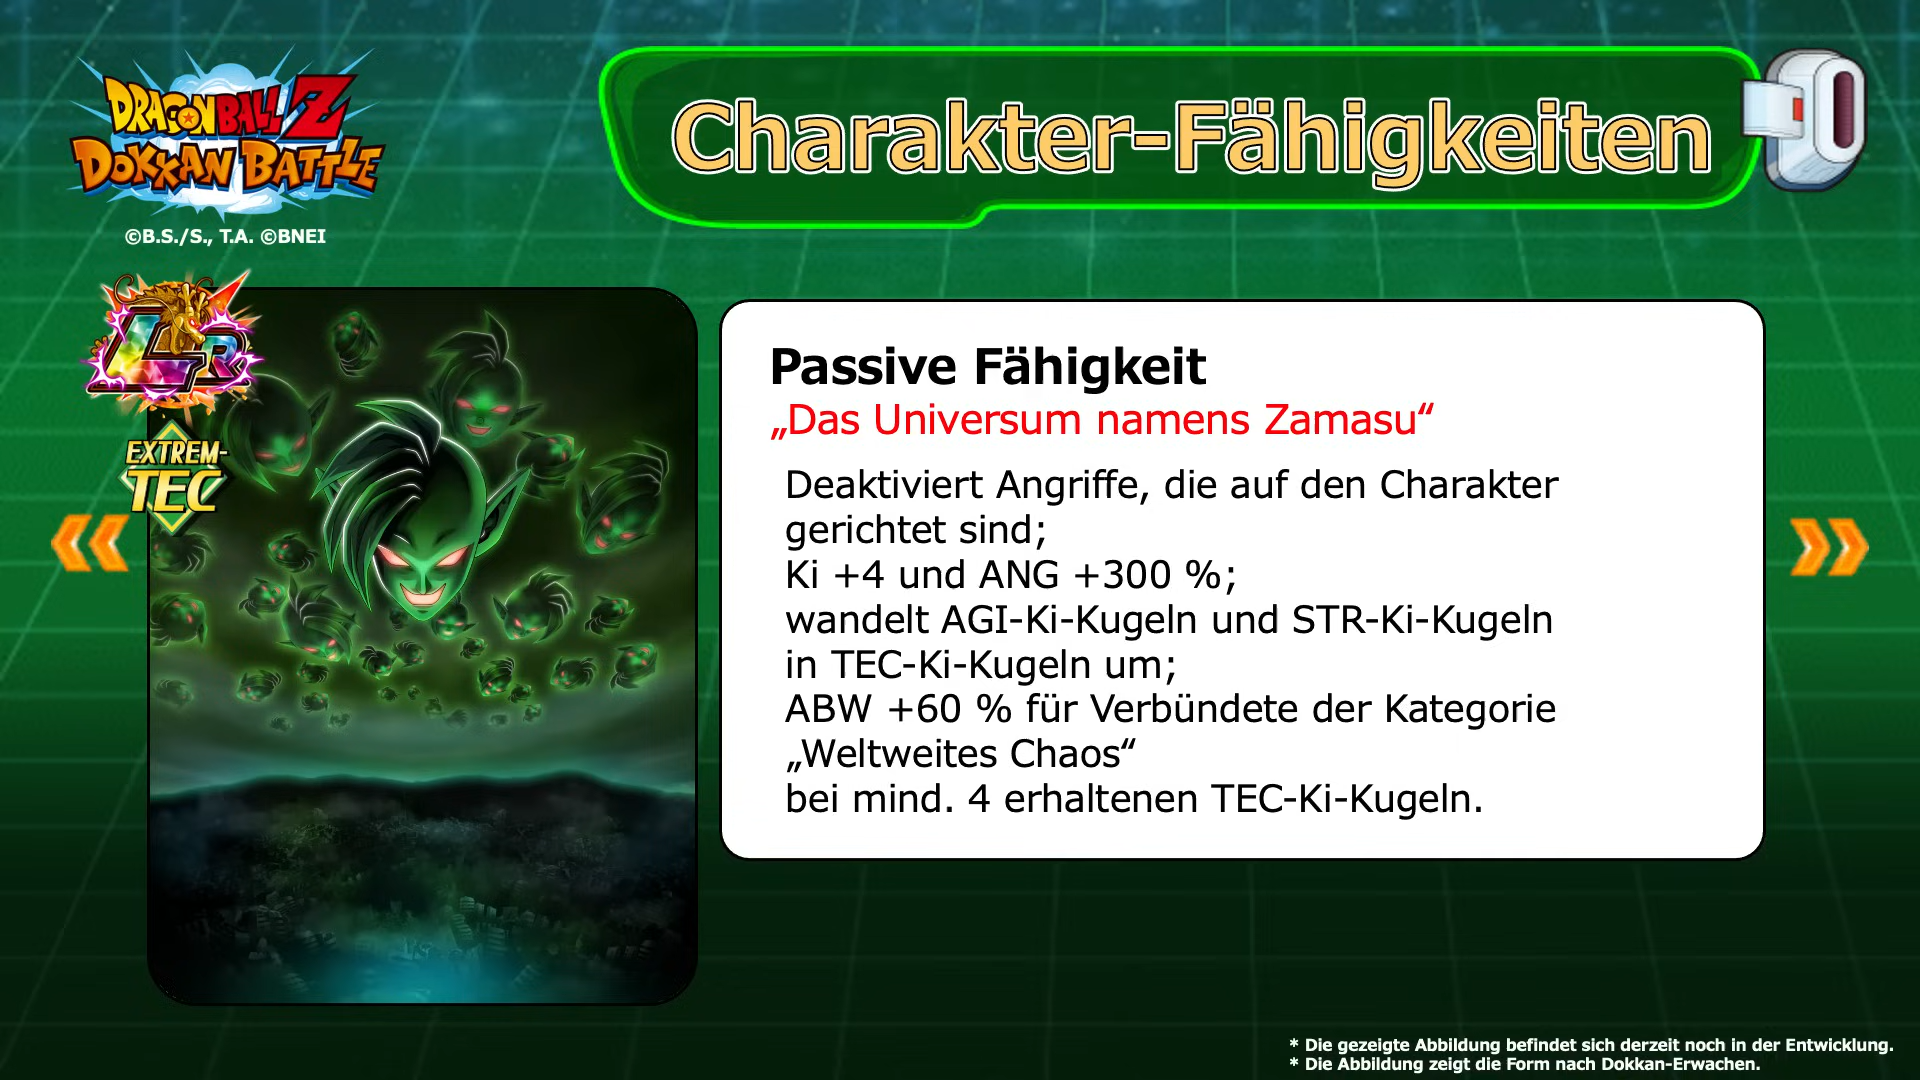 DRAGONBALL Z
DOKKAN BATTLE
©B.S./S., T.A. ©BNEI
Charakter-Fähigkeiten
LR
EXTREM-
TEC
Passive Fähigkeit
„Das Universum namens Zamasu“
Deaktiviert Angriffe, die auf den Charakter
gerichtet sind;
Ki +4 und ANG +300 %;
wandelt AGI-Ki-Kugeln und STR-Ki-Kugeln
in TEC-Ki-Kugeln um;
ABW +60 % für Verbündete der Kategorie
„Weltweites Chaos“
bei mind. 4 erhaltenen TEC-Ki-Kugeln.
* Die gezeigte Abbildung befindet sich derzeit noch in der Entwicklung.
* Die Abbildung zeigt die Form nach Dokkan-Erwachen.